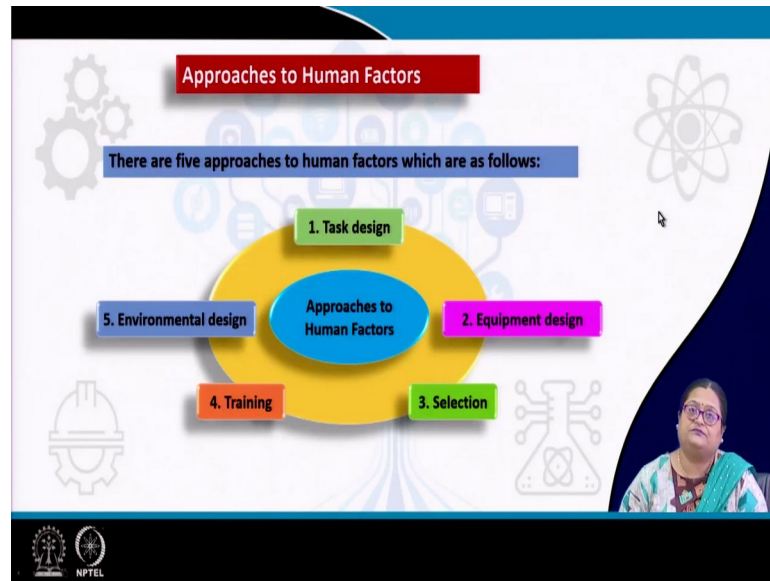 Approaches to Human Factors
There are five approaches to human factors which are as follows:
1. Task design
5. Environmental design
Approaches to
Human Factors
2. Equipment design
4. Training
3. Selection
NPTEL